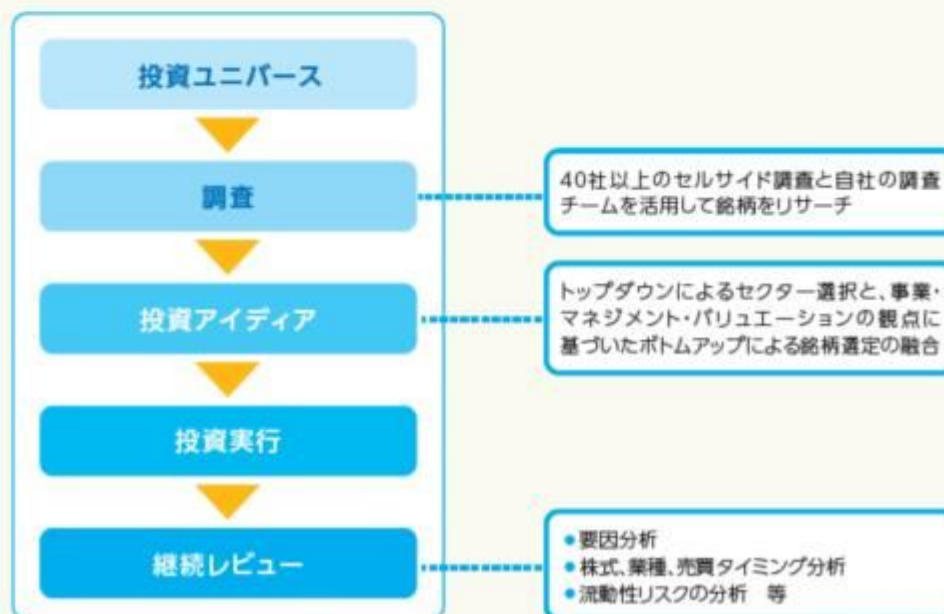 投資ユニバース
調査
40社以上のセルサイド調査と自社の調査
チームを活用して銘柄をリサーチ
投資アイディア
トップダウンによるセクター選択と、事業・
マネジメント・バリュエーションの観点に
基づいたボトムアップによる銘柄選定の融合
投資実行
継続レビュー
●要因分析
●株式、業種、売買タイミング分析
●流動性リスクの分析　等